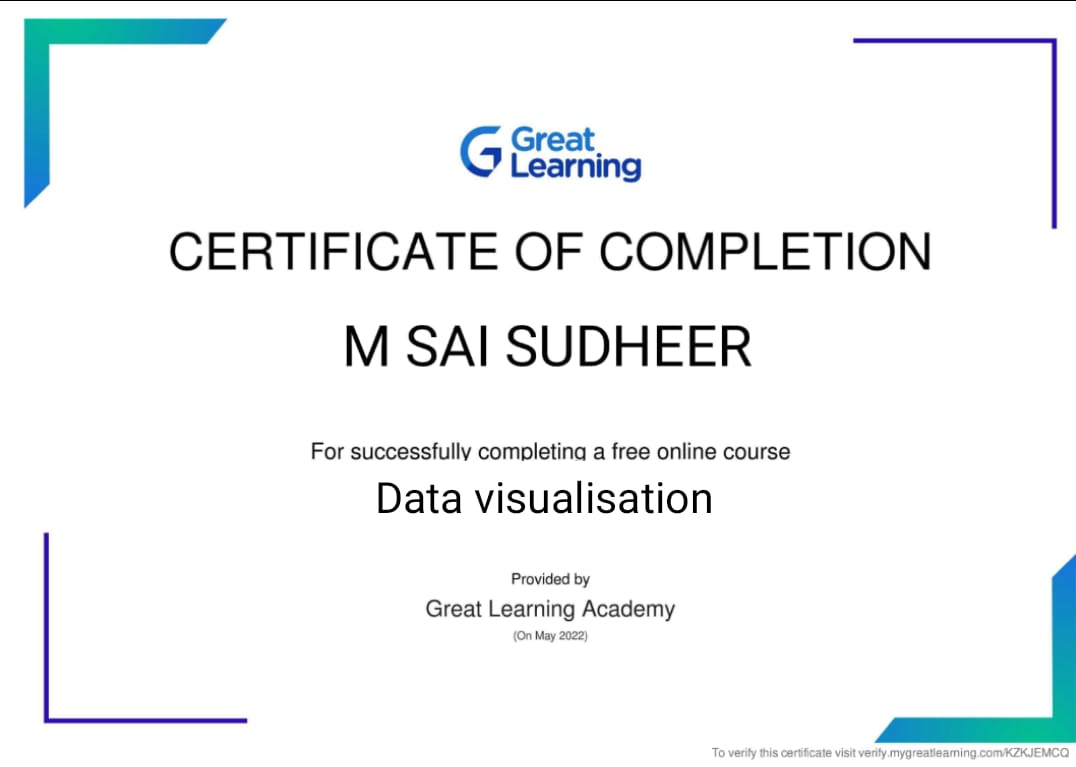 Great
Learning
CERTIFICATE OF COMPLETION
M SAI SUDHEER
For successfully completing a free online course
Data visualisation
Provided by
Great Learning Academy
(On May 2022)
To verify this certificate visit verify.mygreatlearning.com/KZKJEMCQ